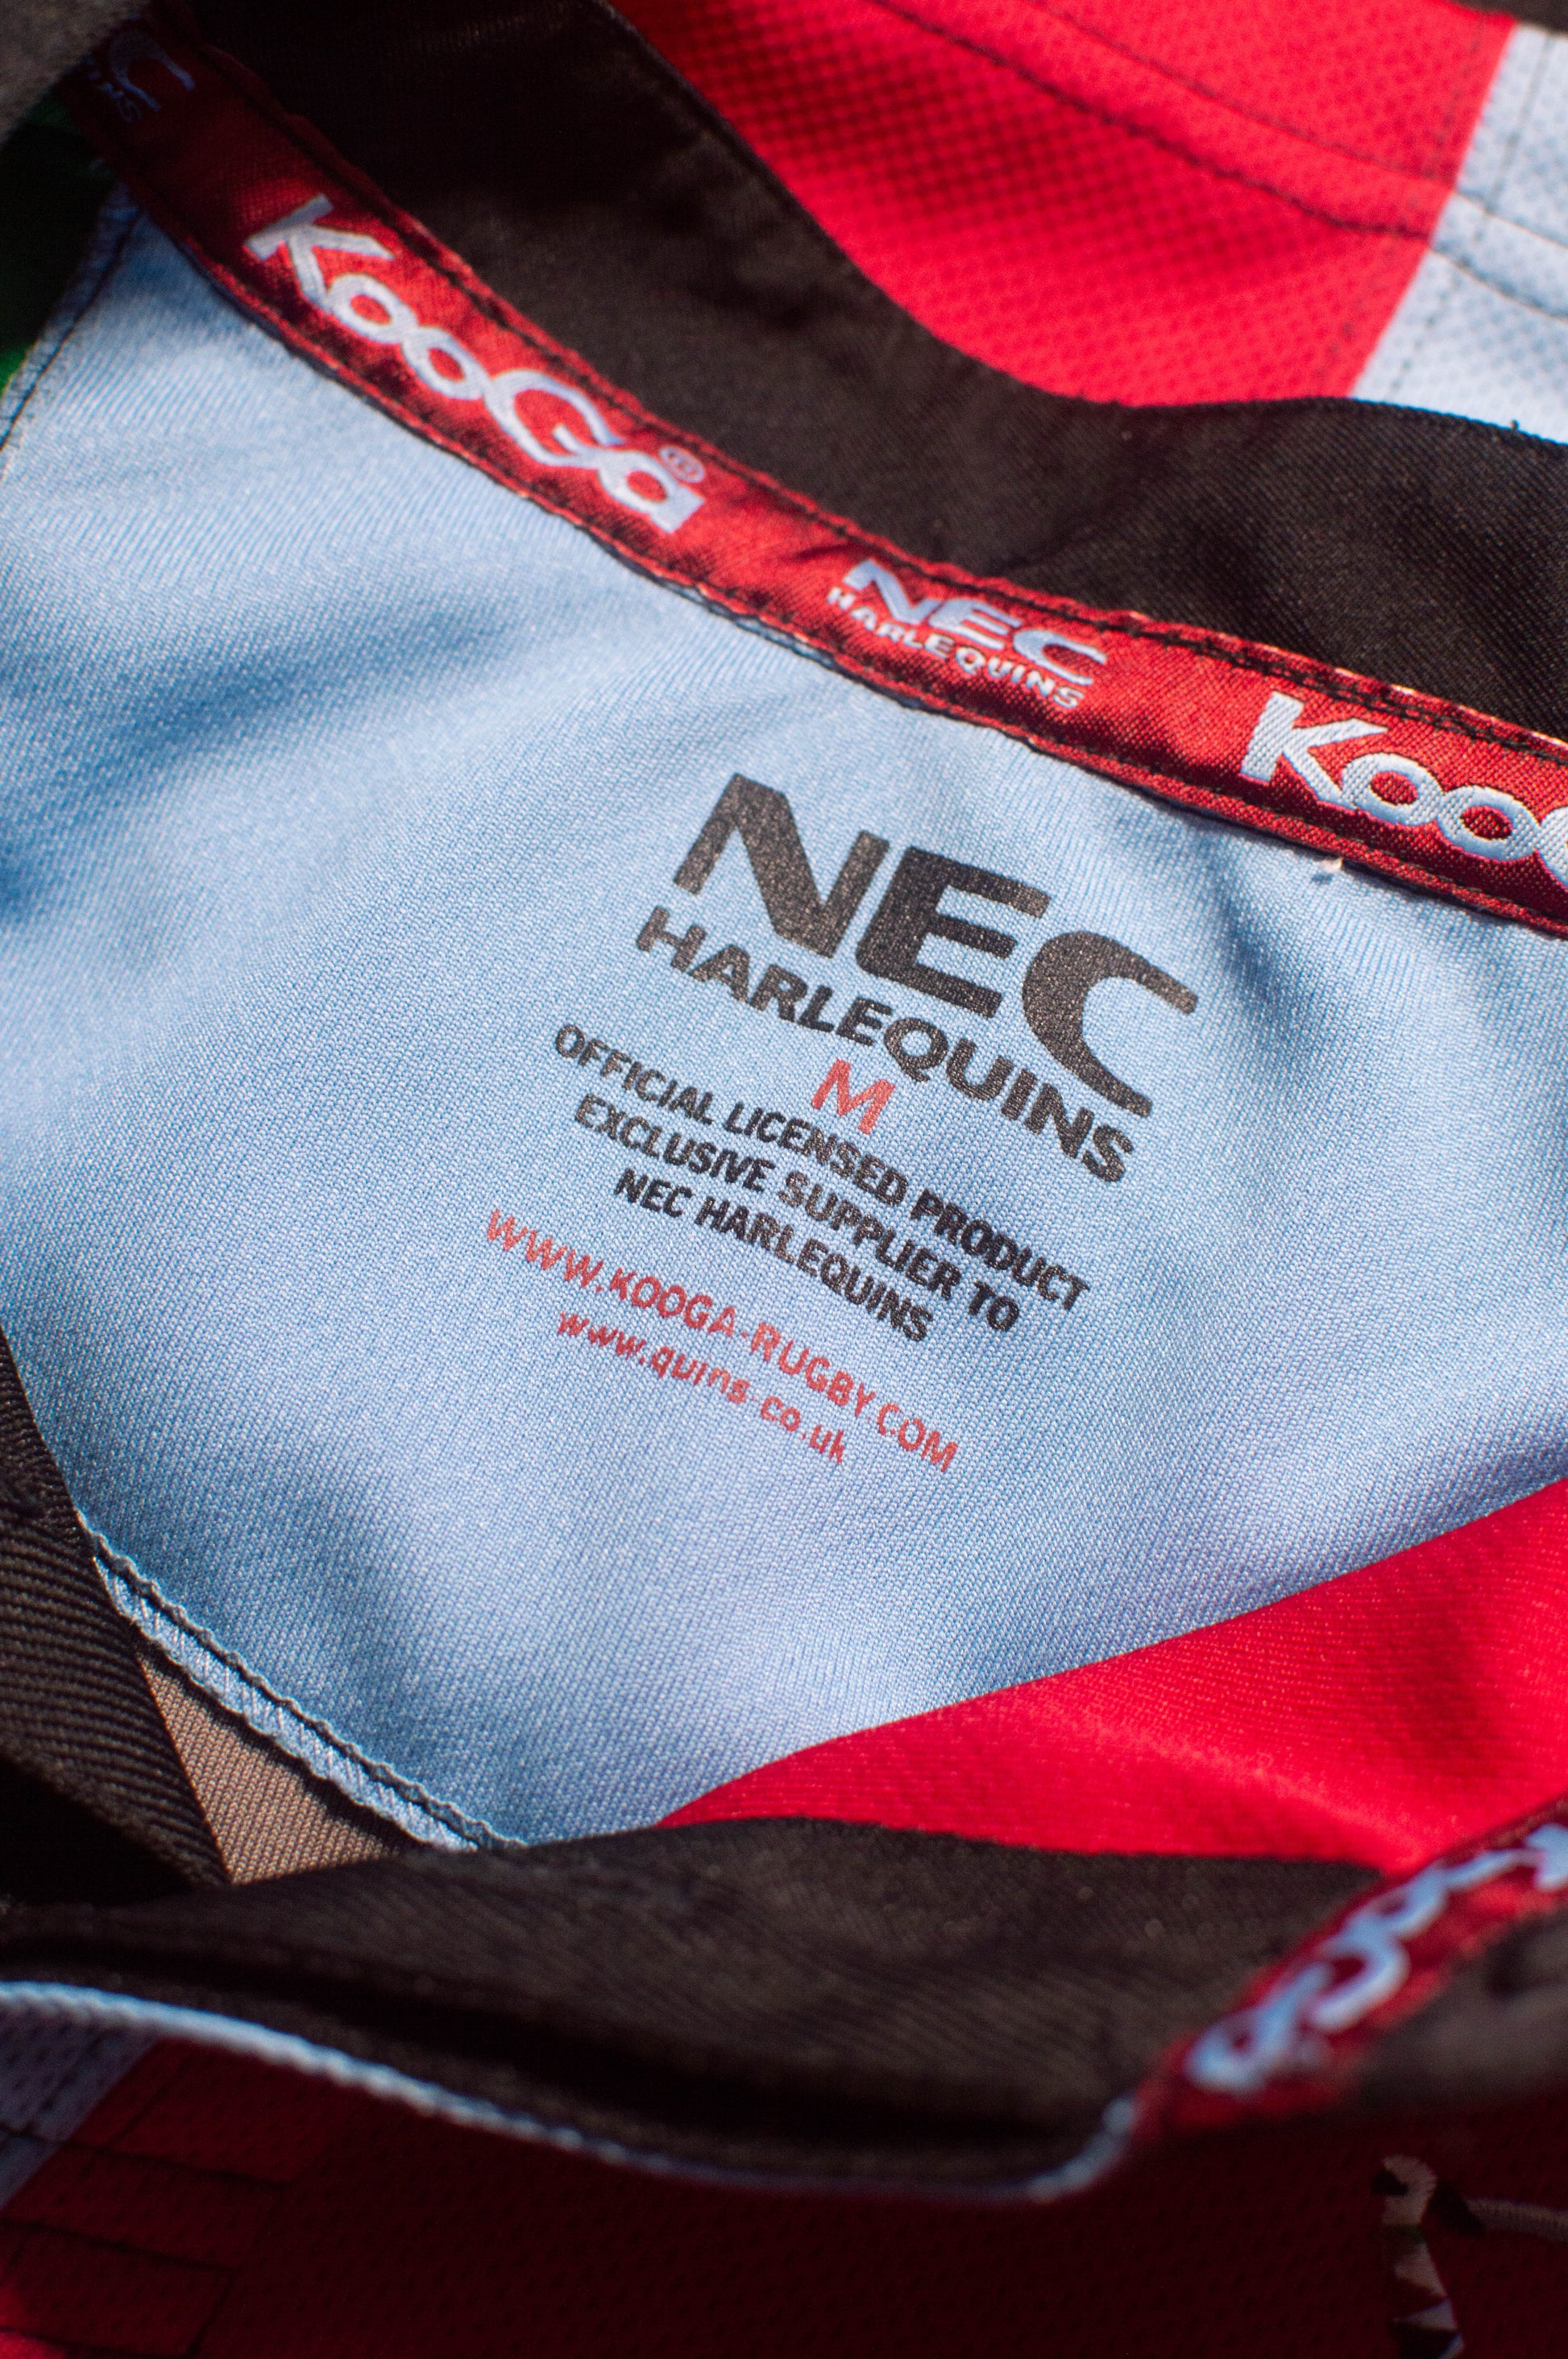 KooGa®
NEC
HARLEQUINS
Koo
NEC
HARLEQUINS
M
OFFICIAL LICENSED PRODUCT
EXCLUSIVE SUPPLIER TO
NEC HARLEQUINS
WWW.KOOGA-RUGBY.COM
www.quins.co.uk